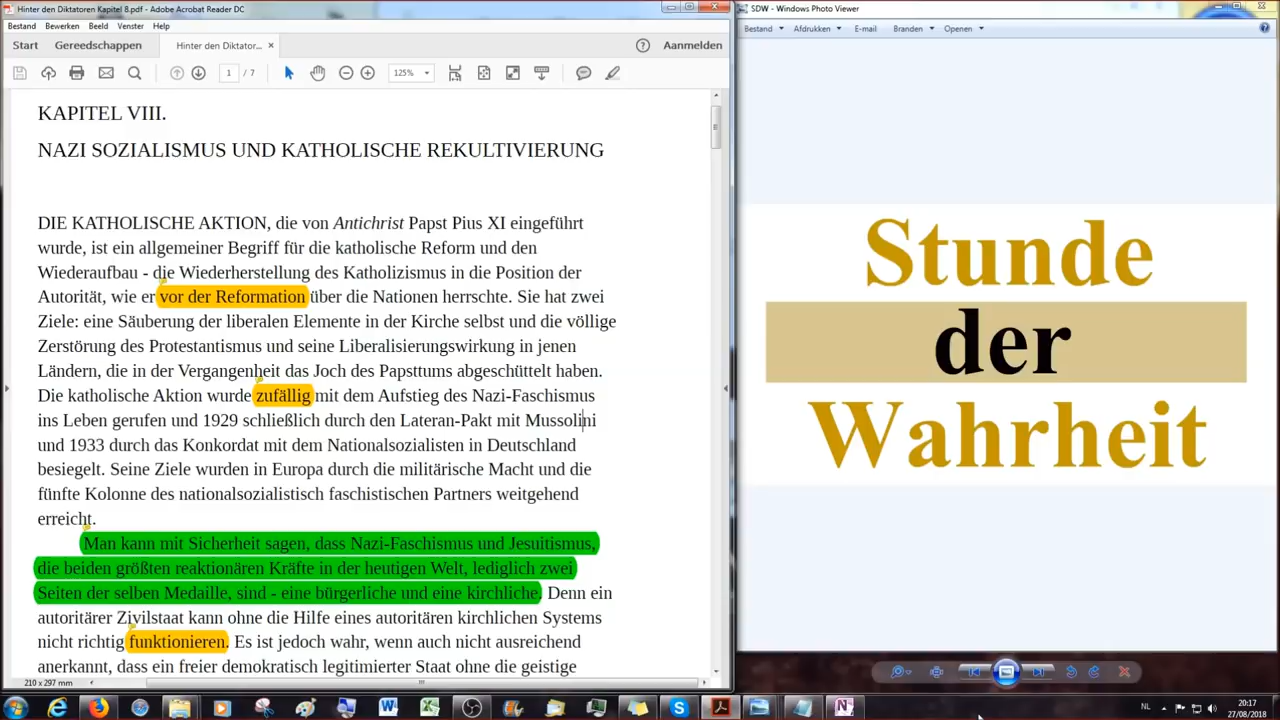 Hinter den Diktatoren Kapitel 8.pdf - Adobe Acrobat Reader DC
Bestand Bewerken Beeld Venster Help
Start Gereedschappen Hinter den Diktator... × Aanmelden
1 / 7 125%
KAPITEL VIII.
NAZI SOZIALISMUS UND KATHOLISCHE REKULTIVIERUNG
DIE KATHOLISCHE AKTION, die von Antichrist Papst Pius XI eingeführt
wurde, ist ein allgemeiner Begriff für die katholische Reform und den
Wiederaufbau - die Wiederherstellung des Katholizismus in die Position der
Autorität, wie er vor der Reformation über die Nationen herrschte. Sie hat zwei
Ziele: eine Säuberung der liberalen Elemente in der Kirche selbst und die völlige
Zerstörung des Protestantismus und seine Liberalisierungswirkung in jenen
Ländern, die in der Vergangenheit das Joch des Papsttums abgeschüttelt haben.
Die katholische Aktion wurde zufällig mit dem Aufstieg des Nazi-Faschismus
ins Leben gerufen und 1929 schließlich durch den Lateran-Pakt mit Mussolini
und 1933 durch das Konkordat mit dem Nationalsozialisten in Deutschland
besiegelt. Seine Ziele wurden in Europa durch die militärische Macht und die
fünfte Kolonne des nationalsozialistisch faschistischen Partners weitgehend
erreicht.
Man kann mit Sicherheit sagen, dass Nazi-Faschismus und Jesuitismus,
die beiden größten reaktionären Kräfte in der heutigen Welt, lediglich zwei
Seiten der selben Medaille, sind - eine bürgerliche und eine kirchliche. Denn ein
autoritärer Zivilstaat kann ohne die Hilfe eines autoritären kirchlichen Systems
nicht richtig funktionieren. Es ist jedoch wahr, wenn auch nicht ausreichend
anerkannt, dass ein freier demokratisch legitimierter Staat ohne die geistige
210 x 297 mm
SDW - Windows Photo Viewer
Bestand Afdrukken E-mail Branden Openen
Stunde
der
Wahrheit
NL 20:17
27/08/2018